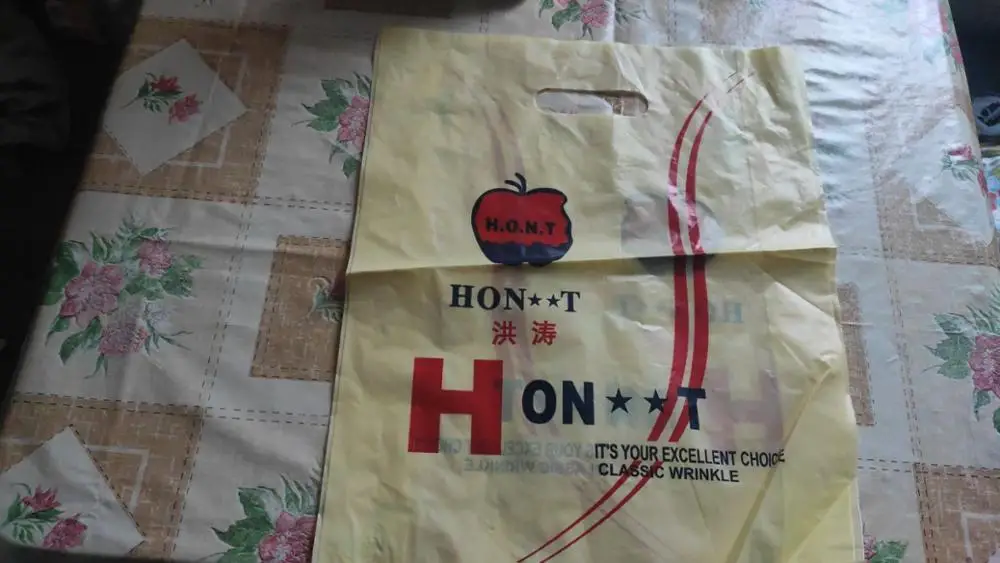 H.O.N.T
HON★★T
洪涛
HON★★T
IT'S YOUR EXCELLENT CHOICE
CLASSIC WRINKLE